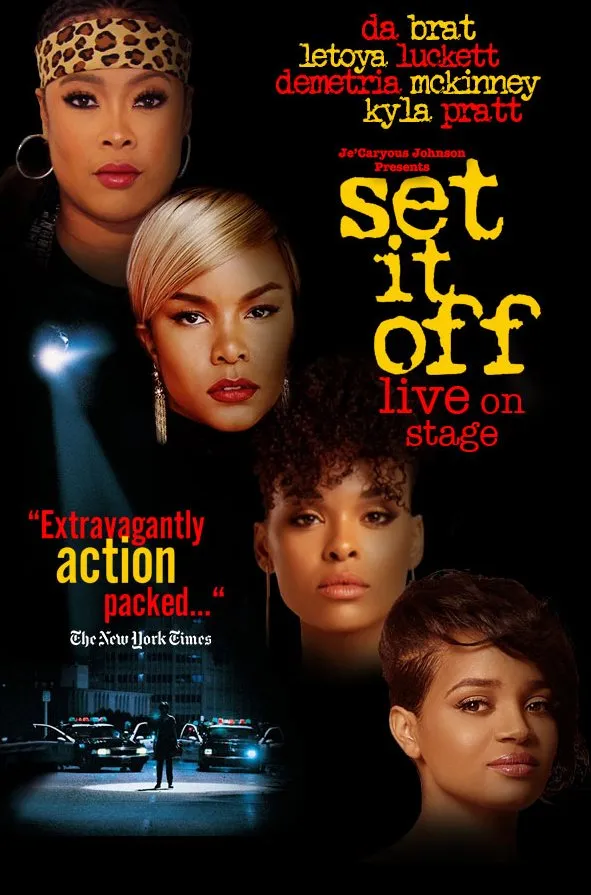 da brat
letoya luckett
demetria mckinney
kyla pratt
Je'Caryous Johnson
Presents
set
it
off
live on
stage
“Extravagantly
action
packed...“
The New York Times